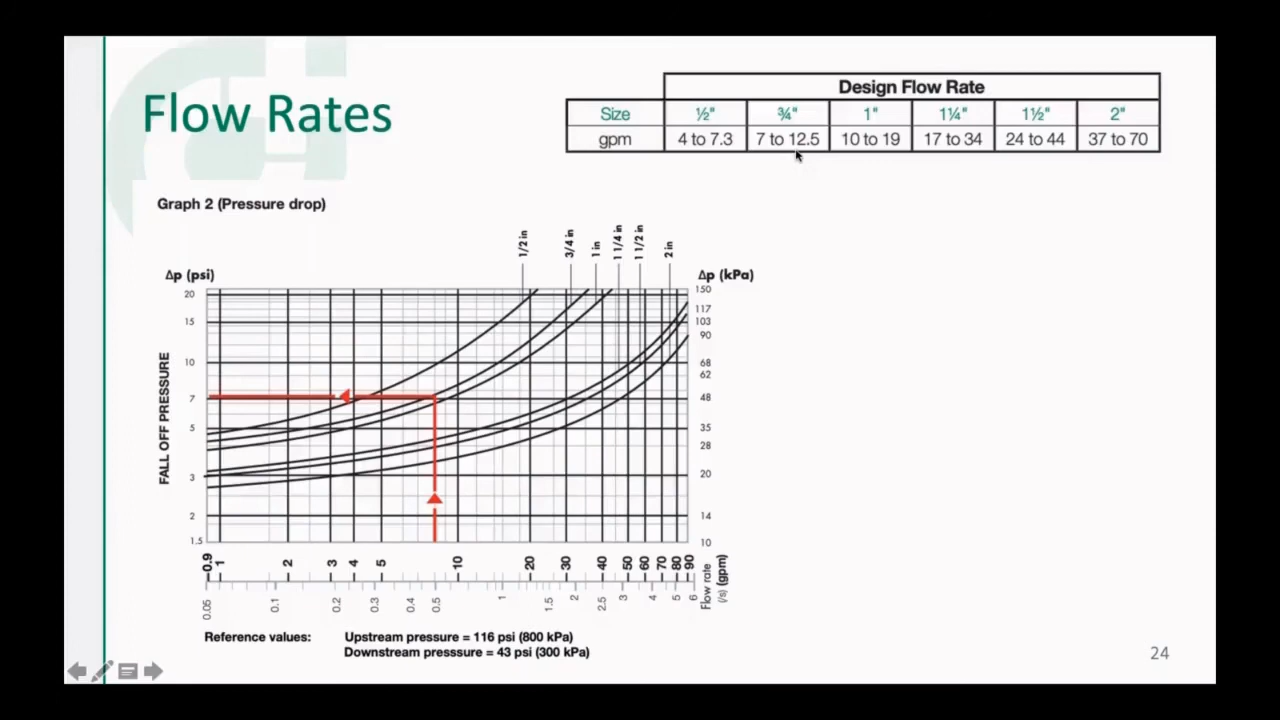 Flow Rates
Design Flow Rate
Size ½" ¾" 1" 1¼" 1½" 2"
gpm 4 to 7.3 7 to 12.5 10 to 19 17 to 34 24 to 44 37 to 70
Graph 2 (Pressure drop)
1/2 in 3/4 in 1 in 1 1/4 in 1 1/2 in 2 in
Δp (psi) Δp (kPa)
FALL OFF PRESSURE
20 150
117
15 103
90
10 68
62
7 48
5 35
28
3 20
2 14
1.5 10
0.9 1 2 3 4 5 10 20 30 40 50 60 70 80 90 (gpm)
0.05 0.1 0.2 0.3 0.4 0.5 1 1.5 2 2.5 3 4 5 6 Flow rate (/s)
Reference values: Upstream pressure = 116 psi (800 kPa)
Downstream presssure = 43 psi (300 kPa)
24